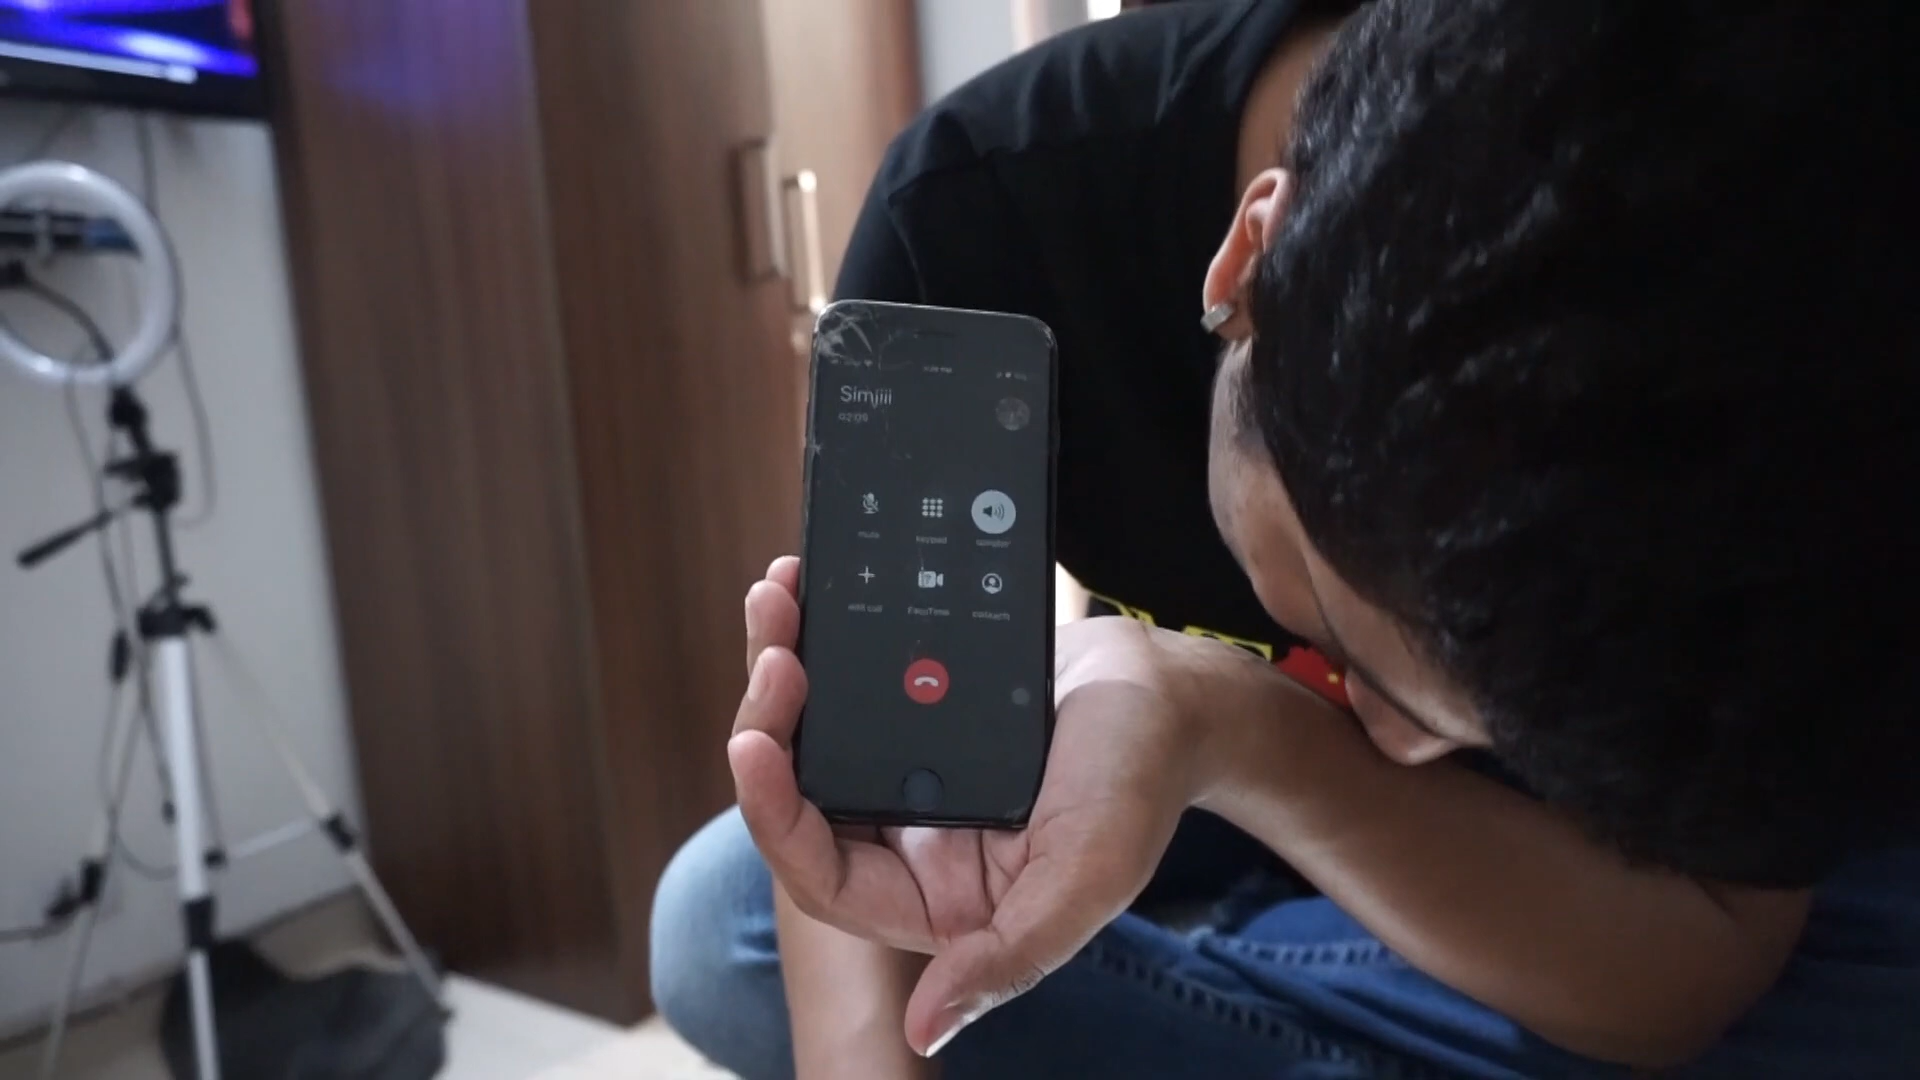 Simjiii
02:09
mute keypad speaker
add call FaceTime contacts